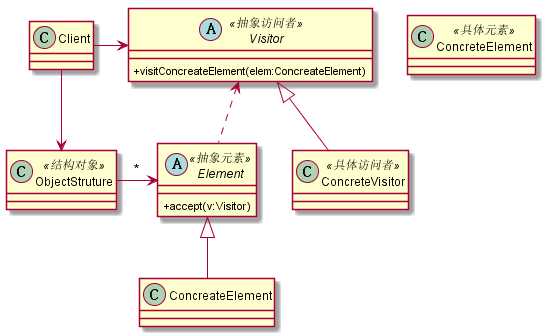 C Client
A «抽象访问者»
Visitor
+visitConcreateElement(elem:ConcreateElement)
C «具体元素»
ConcreteElement
C «结构对象»
ObjectStruture
*
A «抽象元素»
Element
+accept(v:Visitor)
C «具体访问者»
ConcreteVisitor
C ConcreateElement